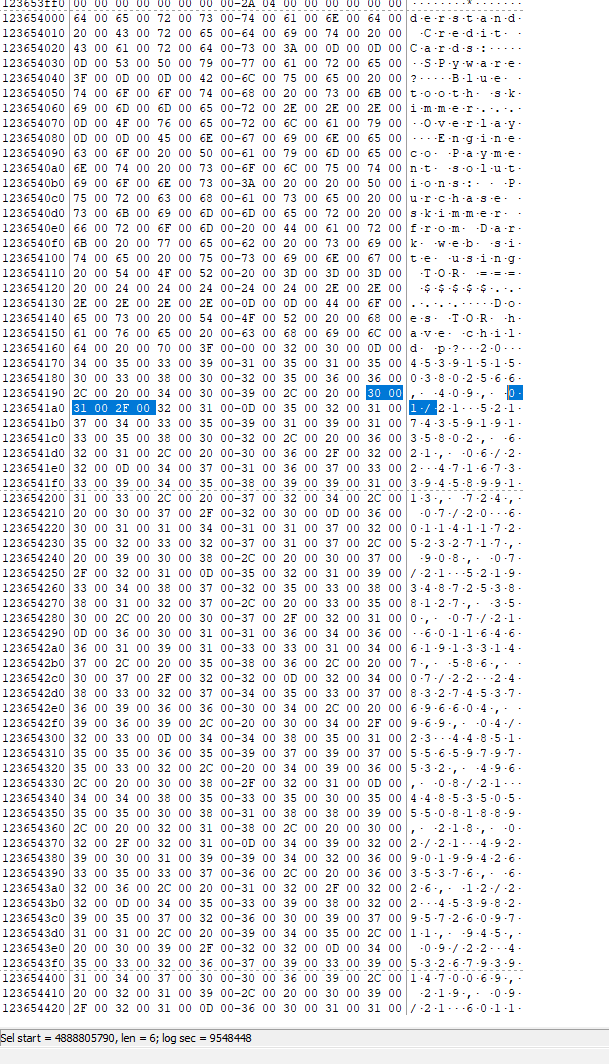 123653ff0 00 00 00 00 00 00 00-2A 04 00 00 00 00 00 00 00 ········*·······
123654000 64 00 65 00 72 00 73 00-74 00 61 00 6E 00 64 00 d·e·r·s·t·a·n·d·
123654010 20 00 43 00 72 00 65 00-64 00 69 00 74 00 20 00 ·C·r·e·d·i·t· ·
123654020 43 00 61 00 72 00 64 00-73 00 3A 00 0D 00 0D 00 C·a·r·d·s·:·····
123654030 0D 00 53 00 50 00 79 00-77 00 61 00 72 00 65 00 ··S·P·y·w·a·r·e·
123654040 3F 00 0D 00 0D 00 42 00-6C 00 75 00 65 00 20 00 ?·····B·l·u·e· ·
123654050 74 00 6F 00 6F 00 74 00-68 00 20 00 73 00 6B 00 t·o·o·t·h· ·s·k·
123654060 69 00 6D 00 6D 00 65 00-72 00 2E 00 2E 00 2E 00 i·m·m·e·r·.·.·.·
123654070 0D 00 4F 00 76 00 65 00-72 00 6C 00 61 00 79 00 ··O·v·e·r·l·a·y·
123654080 0D 00 0D 00 45 00 6E 00-67 00 69 00 6E 00 65 00 ····E·n·g·i·n·e·
123654090 63 00 6F 00 20 00 50 00-61 00 79 00 6D 00 65 00 c·o· ·P·a·y·m·e·
1236540a0 6E 00 74 00 20 00 73 00-6F 00 6C 00 75 00 74 00 n·t· ·s·o·l·u·t·
1236540b0 69 00 6F 00 6E 00 73 00-3A 00 20 00 20 00 50 00 i·o·n·s·:· · ·P·
1236540c0 75 00 72 00 63 00 68 00-61 00 73 00 65 00 20 00 u·r·c·h·a·s·e· ·
1236540d0 73 00 6B 00 69 00 6D 00-6D 00 65 00 72 00 20 00 s·k·i·m·m·e·r· ·
1236540e0 66 00 72 00 6F 00 6D 00-20 00 44 00 61 00 72 00 f·r·o·m· ·D·a·r·
1236540f0 6B 00 20 00 77 00 65 00-62 00 20 00 73 00 69 00 k· ·w·e·b· ·s·i·
123654100 74 00 65 00 20 00 75 00-73 00 69 00 6E 00 67 00 t·e· ·u·s·i·n·g·
123654110 20 00 54 00 4F 00 52 00-20 00 3D 00 3D 00 3D 00 ·T·O·R· ·=·=·=·
123654120 20 00 24 00 24 00 24 00-24 00 24 00 2E 00 2E 00 ·$·$·$·$·$·.·.·
123654130 2E 00 2E 00 2E 00 2E 00-0D 00 0D 00 44 00 6F 00 .·.·.·.·····D·o·
123654140 65 00 73 00 20 00 54 00-4F 00 52 00 20 00 68 00 e·s· ·T·O·R· ·h·
123654150 61 00 76 00 65 00 20 00-63 00 68 00 69 00 6C 00 a·v·e· ·c·h·i·l·
123654160 64 00 20 00 70 00 3F 00-00 00 32 00 30 00 0D 00 d· ·p·?···2·0···
123654170 34 00 35 00 33 00 39 00-31 00 35 00 31 00 35 00 4·5·3·9·1·5·1·5·
123654180 30 00 33 00 38 00 30 00-32 00 35 00 36 00 36 00 0·3·8·0·2·5·6·6·
123654190 2C 00 20 00 34 00 30 00-39 00 2C 00 20 00 30 00 ,· ·4·0·9·,· ·0·
1236541a0 31 00 2F 00 32 00 31 00-0D 00 35 00 32 00 31 00 1·/·2·1···5·2·1·
1236541b0 37 00 34 00 33 00 35 00-39 00 31 00 39 00 31 00 7·4·3·5·9·1·9·1·
1236541c0 33 00 35 00 38 00 30 00-32 00 2C 00 20 00 36 00 3·5·8·0·2·,· ·6·
1236541d0 32 00 31 00 2C 00 20 00-30 00 36 00 2F 00 32 00 2·1·,· ·0·6·/·2·
1236541e0 32 00 0D 00 34 00 37 00-31 00 36 00 37 00 33 00 2···4·7·1·6·7·3·
1236541f0 33 00 39 00 34 00 35 00-38 00 39 00 39 00 31 00 3·9·4·5·8·9·9·1·
123654200 31 00 33 00 2C 00 20 00-37 00 32 00 34 00 2C 00 1·3·,· ·7·2·4·,·
123654210 20 00 30 00 37 00 2F 00-32 00 30 00 0D 00 36 00 ·0·7·/·2·0···6·
123654220 30 00 31 00 31 00 34 00-31 00 31 00 37 00 32 00 0·1·1·4·1·1·7·2·
123654230 35 00 32 00 33 00 32 00-37 00 31 00 37 00 2C 00 5·2·3·2·7·1·7·,·
123654240 20 00 39 00 30 00 38 00-2C 00 20 00 30 00 37 00 ·9·0·8·,· ·0·7·
123654250 2F 00 32 00 31 00 0D 00-35 00 32 00 31 00 39 00 /·2·1···5·2·1·9·
123654260 33 00 34 00 38 00 37 00-32 00 35 00 33 00 38 00 3·4·8·7·2·5·3·8·
123654270 38 00 31 00 32 00 37 00-2C 00 20 00 33 00 35 00 8·1·2·7·,· ·3·5·
123654280 30 00 2C 00 20 00 30 00-37 00 2F 00 32 00 31 00 0·,· ·0·7·/·2·1·
123654290 0D 00 36 00 30 00 31 00-31 00 36 00 34 00 36 00 ··6·0·1·1·6·4·6·
1236542a0 36 00 31 00 39 00 31 00-33 00 33 00 31 00 34 00 6·1·9·1·3·3·1·4·
1236542b0 37 00 2C 00 20 00 35 00-38 00 36 00 2C 00 20 00 7·,· ·5·8·6·,· ·
1236542c0 30 00 37 00 2F 00 32 00-32 00 0D 00 32 00 34 00 0·7·/·2·2···2·4·
1236542d0 38 00 33 00 32 00 37 00-34 00 35 00 33 00 37 00 8·3·2·7·4·5·3·7·
1236542e0 36 00 39 00 36 00 36 00-30 00 34 00 2C 00 20 00 6·9·6·6·0·4·,· ·
1236542f0 39 00 36 00 39 00 2C 00-20 00 30 00 34 00 2F 00 9·6·9·,· ·0·4·/·
123654300 32 00 33 00 0D 00 34 00-34 00 38 00 35 00 31 00 2·3···4·4·8·5·1·
123654310 35 00 35 00 36 00 35 00-39 00 37 00 39 00 37 00 5·5·6·5·9·7·9·7·
123654320 35 00 33 00 32 00 2C 00-20 00 34 00 39 00 36 00 5·3·2·,· ·4·9·6·
123654330 2C 00 20 00 30 00 38 00-2F 00 32 00 31 00 0D 00 ,· ·0·8·/·2·1···
123654340 34 00 34 00 38 00 35 00-33 00 35 00 30 00 35 00 4·4·8·5·3·5·0·5·
123654350 35 00 35 00 30 00 38 00-31 00 38 00 38 00 39 00 5·5·0·8·1·8·8·9·
123654360 2C 00 20 00 32 00 31 00-38 00 2C 00 20 00 30 00 ,· ·2·1·8·,· ·0·
123654370 32 00 2F 00 32 00 31 00-0D 00 34 00 39 00 32 00 2·/·2·1···4·9·2·
123654380 39 00 30 00 31 00 39 00-39 00 34 00 32 00 36 00 9·0·1·9·9·4·2·6·
123654390 33 00 35 00 33 00 37 00-36 00 2C 00 20 00 36 00 3·5·3·7·6·,· ·6·
1236543a0 32 00 36 00 2C 00 20 00-31 00 32 00 2F 00 32 00 2·6·,· ·1·2·/·2·
1236543b0 32 00 0D 00 34 00 35 00-33 00 39 00 38 00 32 00 2···4·5·3·9·8·2·
1236543c0 39 00 35 00 37 00 32 00-36 00 30 00 39 00 37 00 9·5·7·2·6·0·9·7·
1236543d0 31 00 31 00 2C 00 20 00-39 00 34 00 35 00 2C 00 1·1·,· ·9·4·5·,·
1236543e0 20 00 30 00 39 00 2F 00-32 00 32 00 0D 00 34 00 ·0·9·/·2·2···4·
1236543f0 35 00 33 00 32 00 36 00-37 00 39 00 33 00 39 00 5·3·2·6·7·9·3·9·
123654400 31 00 34 00 37 00 30 00-30 00 36 00 39 00 2C 00 1·4·7·0·0·6·9·,·
123654410 20 00 32 00 31 00 39 00-2C 00 20 00 30 00 39 00 ·2·1·9·,· ·0·9·
123654420 2F 00 32 00 31 00 0D 00-36 00 30 00 31 00 31 00 /·2·1···6·0·1·1·
Sel start = 4888805790, len = 6; log sec = 9548448